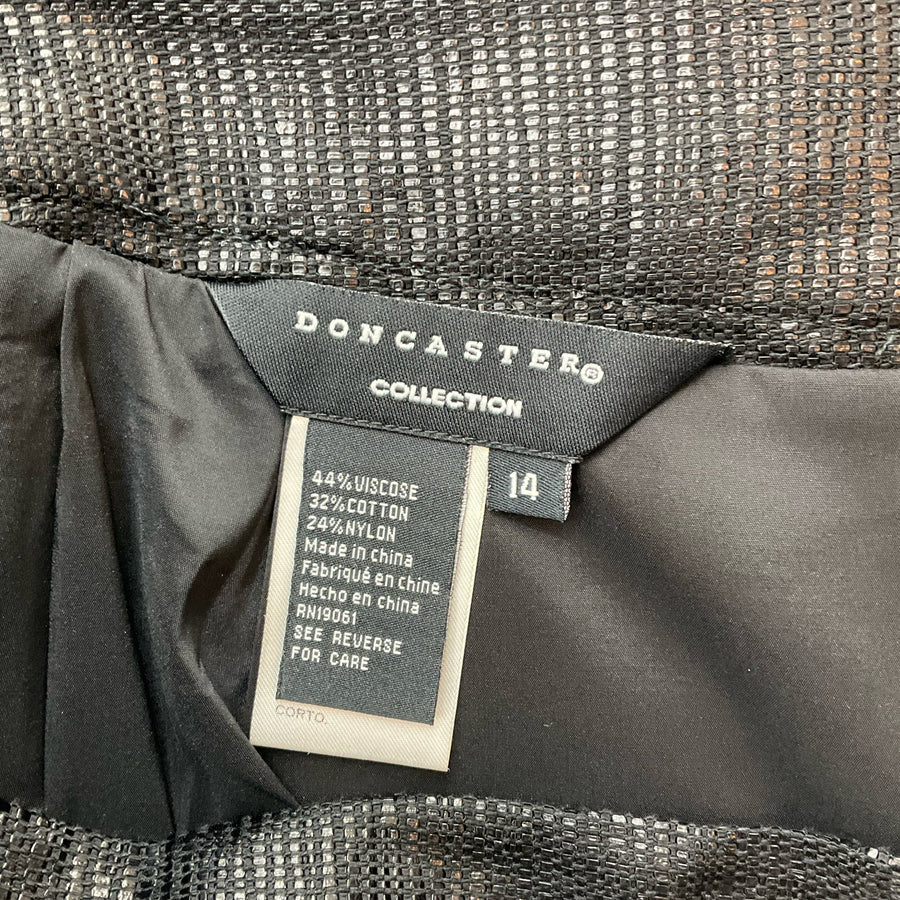 DONCASTER®
COLLECTION
14
44%VISCOSE
32%COTTON
24%NYLON
Made in china
Fabriqué en chine
Hecho en china
RN19061
SEE REVERSE
FOR CARE
CORTO.